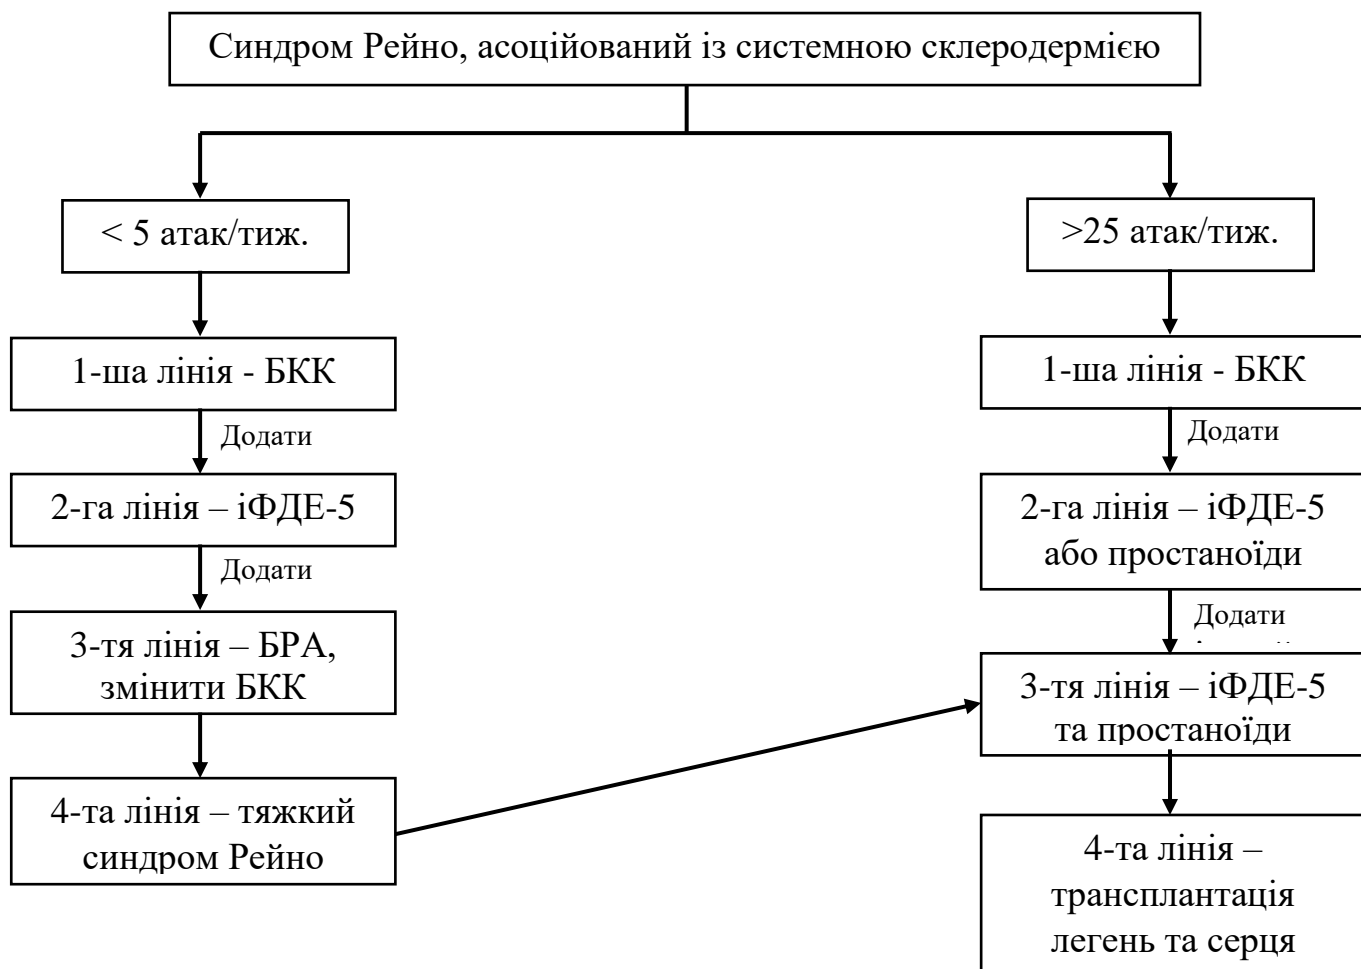 Синдром Рейно, асоційований із системною склеродермією
< 5 атак/тиж.
1-ша лінія - БКК
Додати
2-га лінія – іФДЕ-5
Додати
3-тя лінія – БРА,
змінити БКК
4-та лінія – тяжкий
синдром Рейно
>25 атак/тиж.
1-ша лінія - БКК
Додати
2-га лінія – іФДЕ-5
або простаноїди
Додати
3-тя лінія – іФДЕ-5
та простаноїди
4-та лінія –
трансплантація
легень та серця